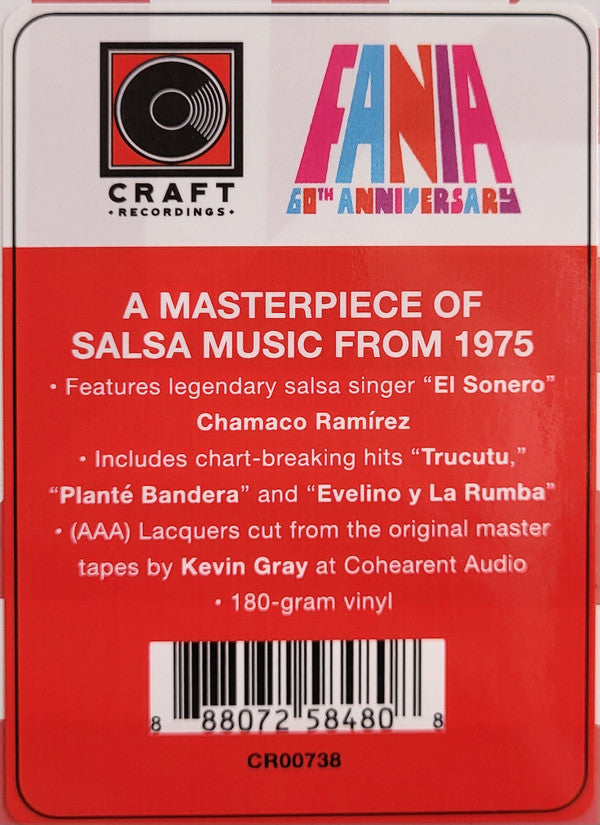 CRAFT
• RECORDINGS •
FANIA
60TH ANNIVERSARY
A MASTERPIECE OF
SALSA MUSIC FROM 1975
• Features legendary salsa singer “El Sonero”
Chamaco Ramírez
• Includes chart-breaking hits “Trucutu,”
“Planté Bandera” and “Evelino y La Rumba”
• (AAA) Lacquers cut from the original master
tapes by Kevin Gray at Cohearent Audio
• 180-gram vinyl
8 88072 58480 8
CR00738